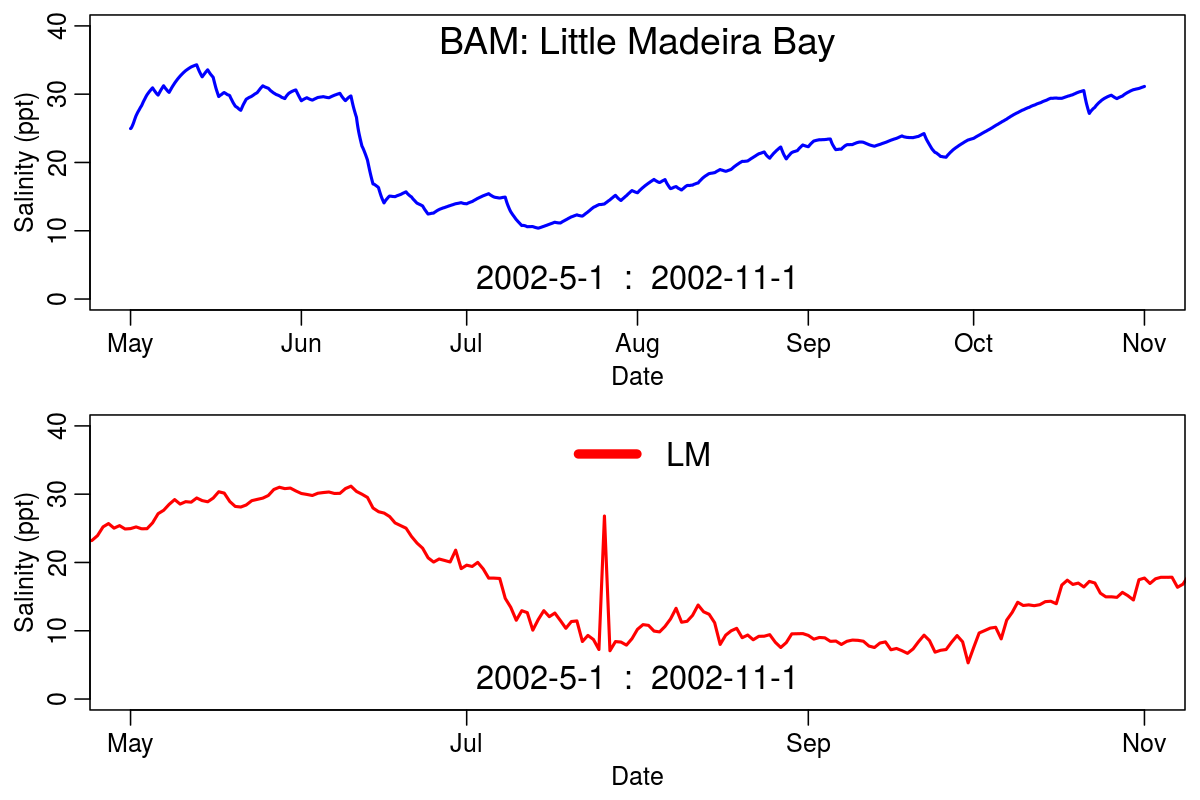 BAM: Little Madeira Bay
Salinity (ppt)
40
30
20
10
0
2002-5-1 : 2002-11-1
May Jun Jul Aug Sep Oct Nov
Date
LM
Salinity (ppt)
40
30
20
10
0
2002-5-1 : 2002-11-1
May Jul Sep Nov
Date